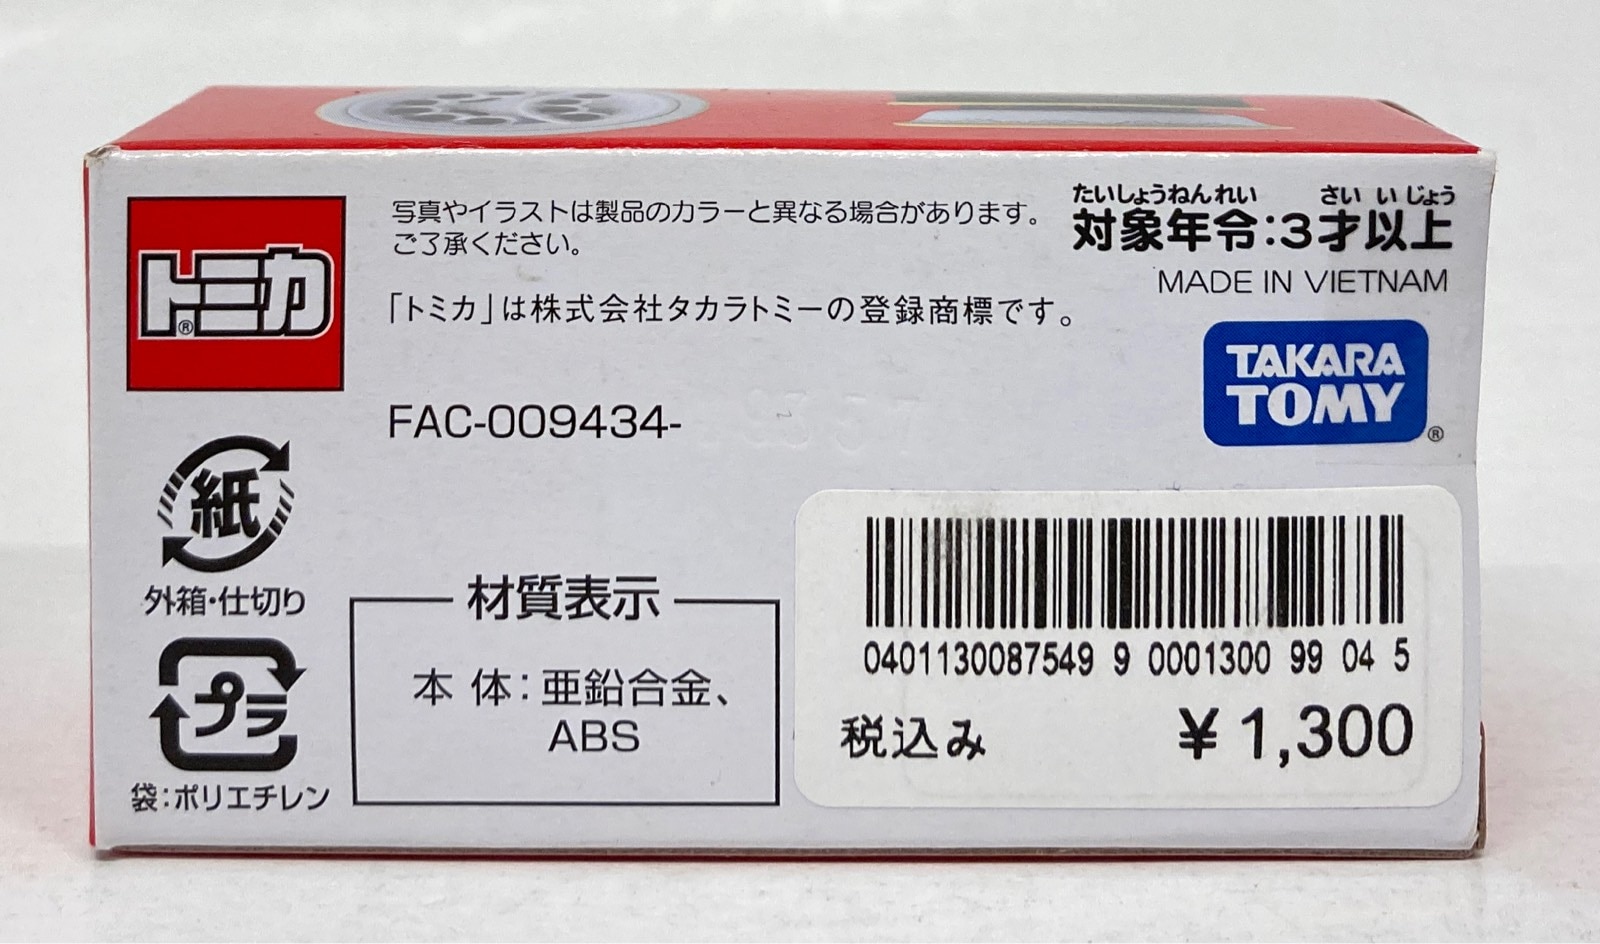 トミカ®
写真やイラストは製品のカラーと異なる場合があります。
ご了承ください。
「トミカ」は株式会社タカラトミーの登録商標です。
FAC-009434-
たいしょうねんれい さい いじょう
対象年令:3才以上
MADE IN VIETNAM
TAKARA
TOMY®
紙
外箱・仕切り
プラ
袋:ポリエチレン
材質表示
本 体:亜鉛合金、
ABS
0401130087549 9 0001300 99 04 5
税込み ¥1,300